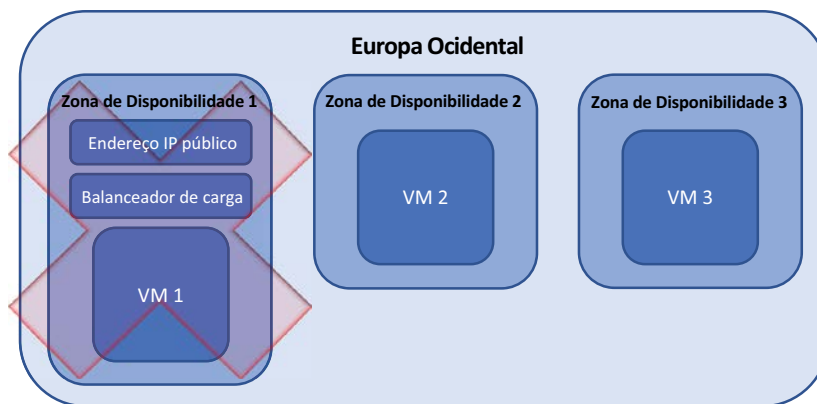 Europa Ocidental
Zona de Disponibilidade 1
Endereço IP público
Balanceador de carga
VM 1
Zona de Disponibilidade 2
VM 2
Zona de Disponibilidade 3
VM 3